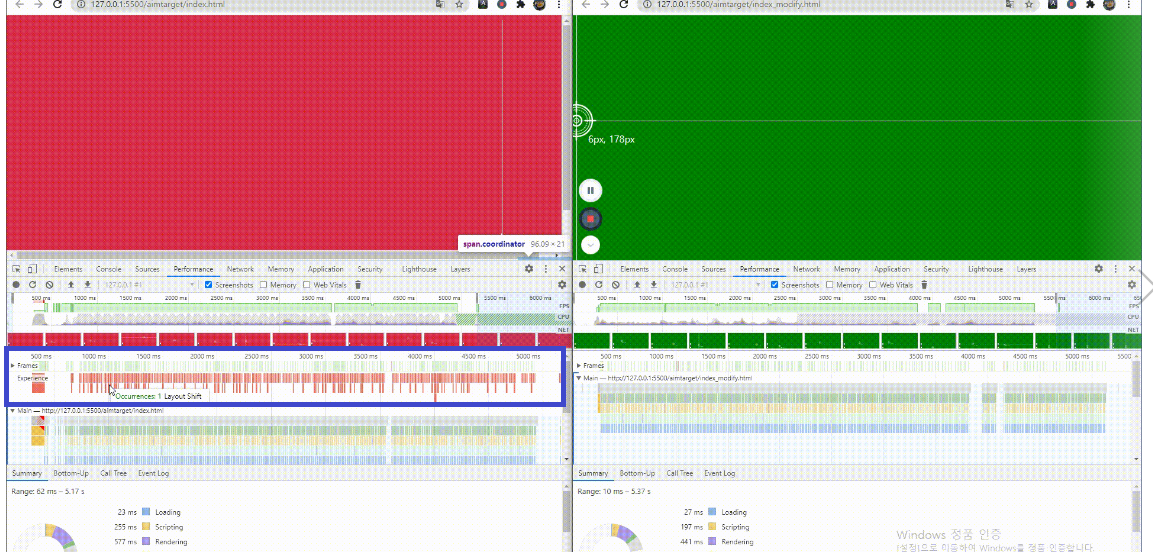 127.0.0.1:5500/aimtarget/index.html
span.coordinator 96.09 × 21
Elements Console Sources Performance Network Memory Application Security Lighthouse Layers
127.0.0.1 #1 Screenshots Memory Web Vitals
500 ms 1000 ms 1500 ms 2000 ms 2500 ms 3000 ms 3500 ms 4000 ms 4500 ms 5000 ms 5500 ms 6000 ms
FPS
CPU
NET
500 ms 1000 ms 1500 ms 2000 ms 2500 ms 3000 ms 3500 ms 4000 ms 4500 ms 5000 ms
Frames
Experience
Occurrences: 1 Layout Shift
Main — http://127.0.0.1:5500/aimtarget/index.html
Summary Bottom-Up Call Tree Event Log
Range: 62 ms – 5.17 s
23 ms Loading
255 ms Scripting
577 ms Rendering
127.0.0.1:5500/aimtarget/index_modify.html
6px, 178px
Elements Console Sources Performance Network Memory Application Security Lighthouse Layers
127.0.0.1 #1 Screenshots Memory Web Vitals
500 ms 1000 ms 1500 ms 2000 ms 2500 ms 3000 ms 3500 ms 4000 ms 4500 ms 5000 ms 6000 ms
FPS
CPU
NET
500 ms 1000 ms 1500 ms 2000 ms 2500 ms 3000 ms 3500 ms 4000 ms 4500 ms 5000 ms
Frames
Main — http://127.0.0.1:5500/aimtarget/index_modify.html
Summary Bottom-Up Call Tree Event Log
Range: 10 ms – 5.37 s
27 ms Loading
197 ms Scripting
441 ms Rendering
Windows 정품 인증
[설정]으로 이동하여 Windows를 정품 인증합니다.